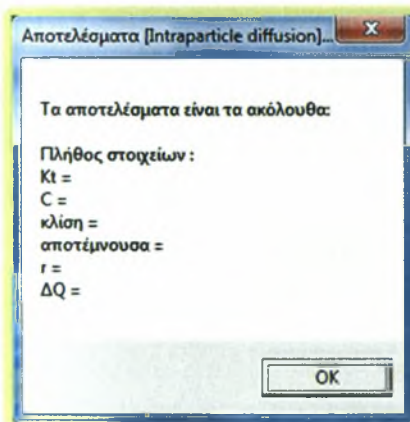 Αποτελέσματα [Intraparticle diffusion]...
Τα αποτελέσματα είναι τα ακόλουθα:
Πλήθος στοιχείων :
Kt =
C =
κλίση =
αποτέμνουσα =
r =
ΔQ =
OK